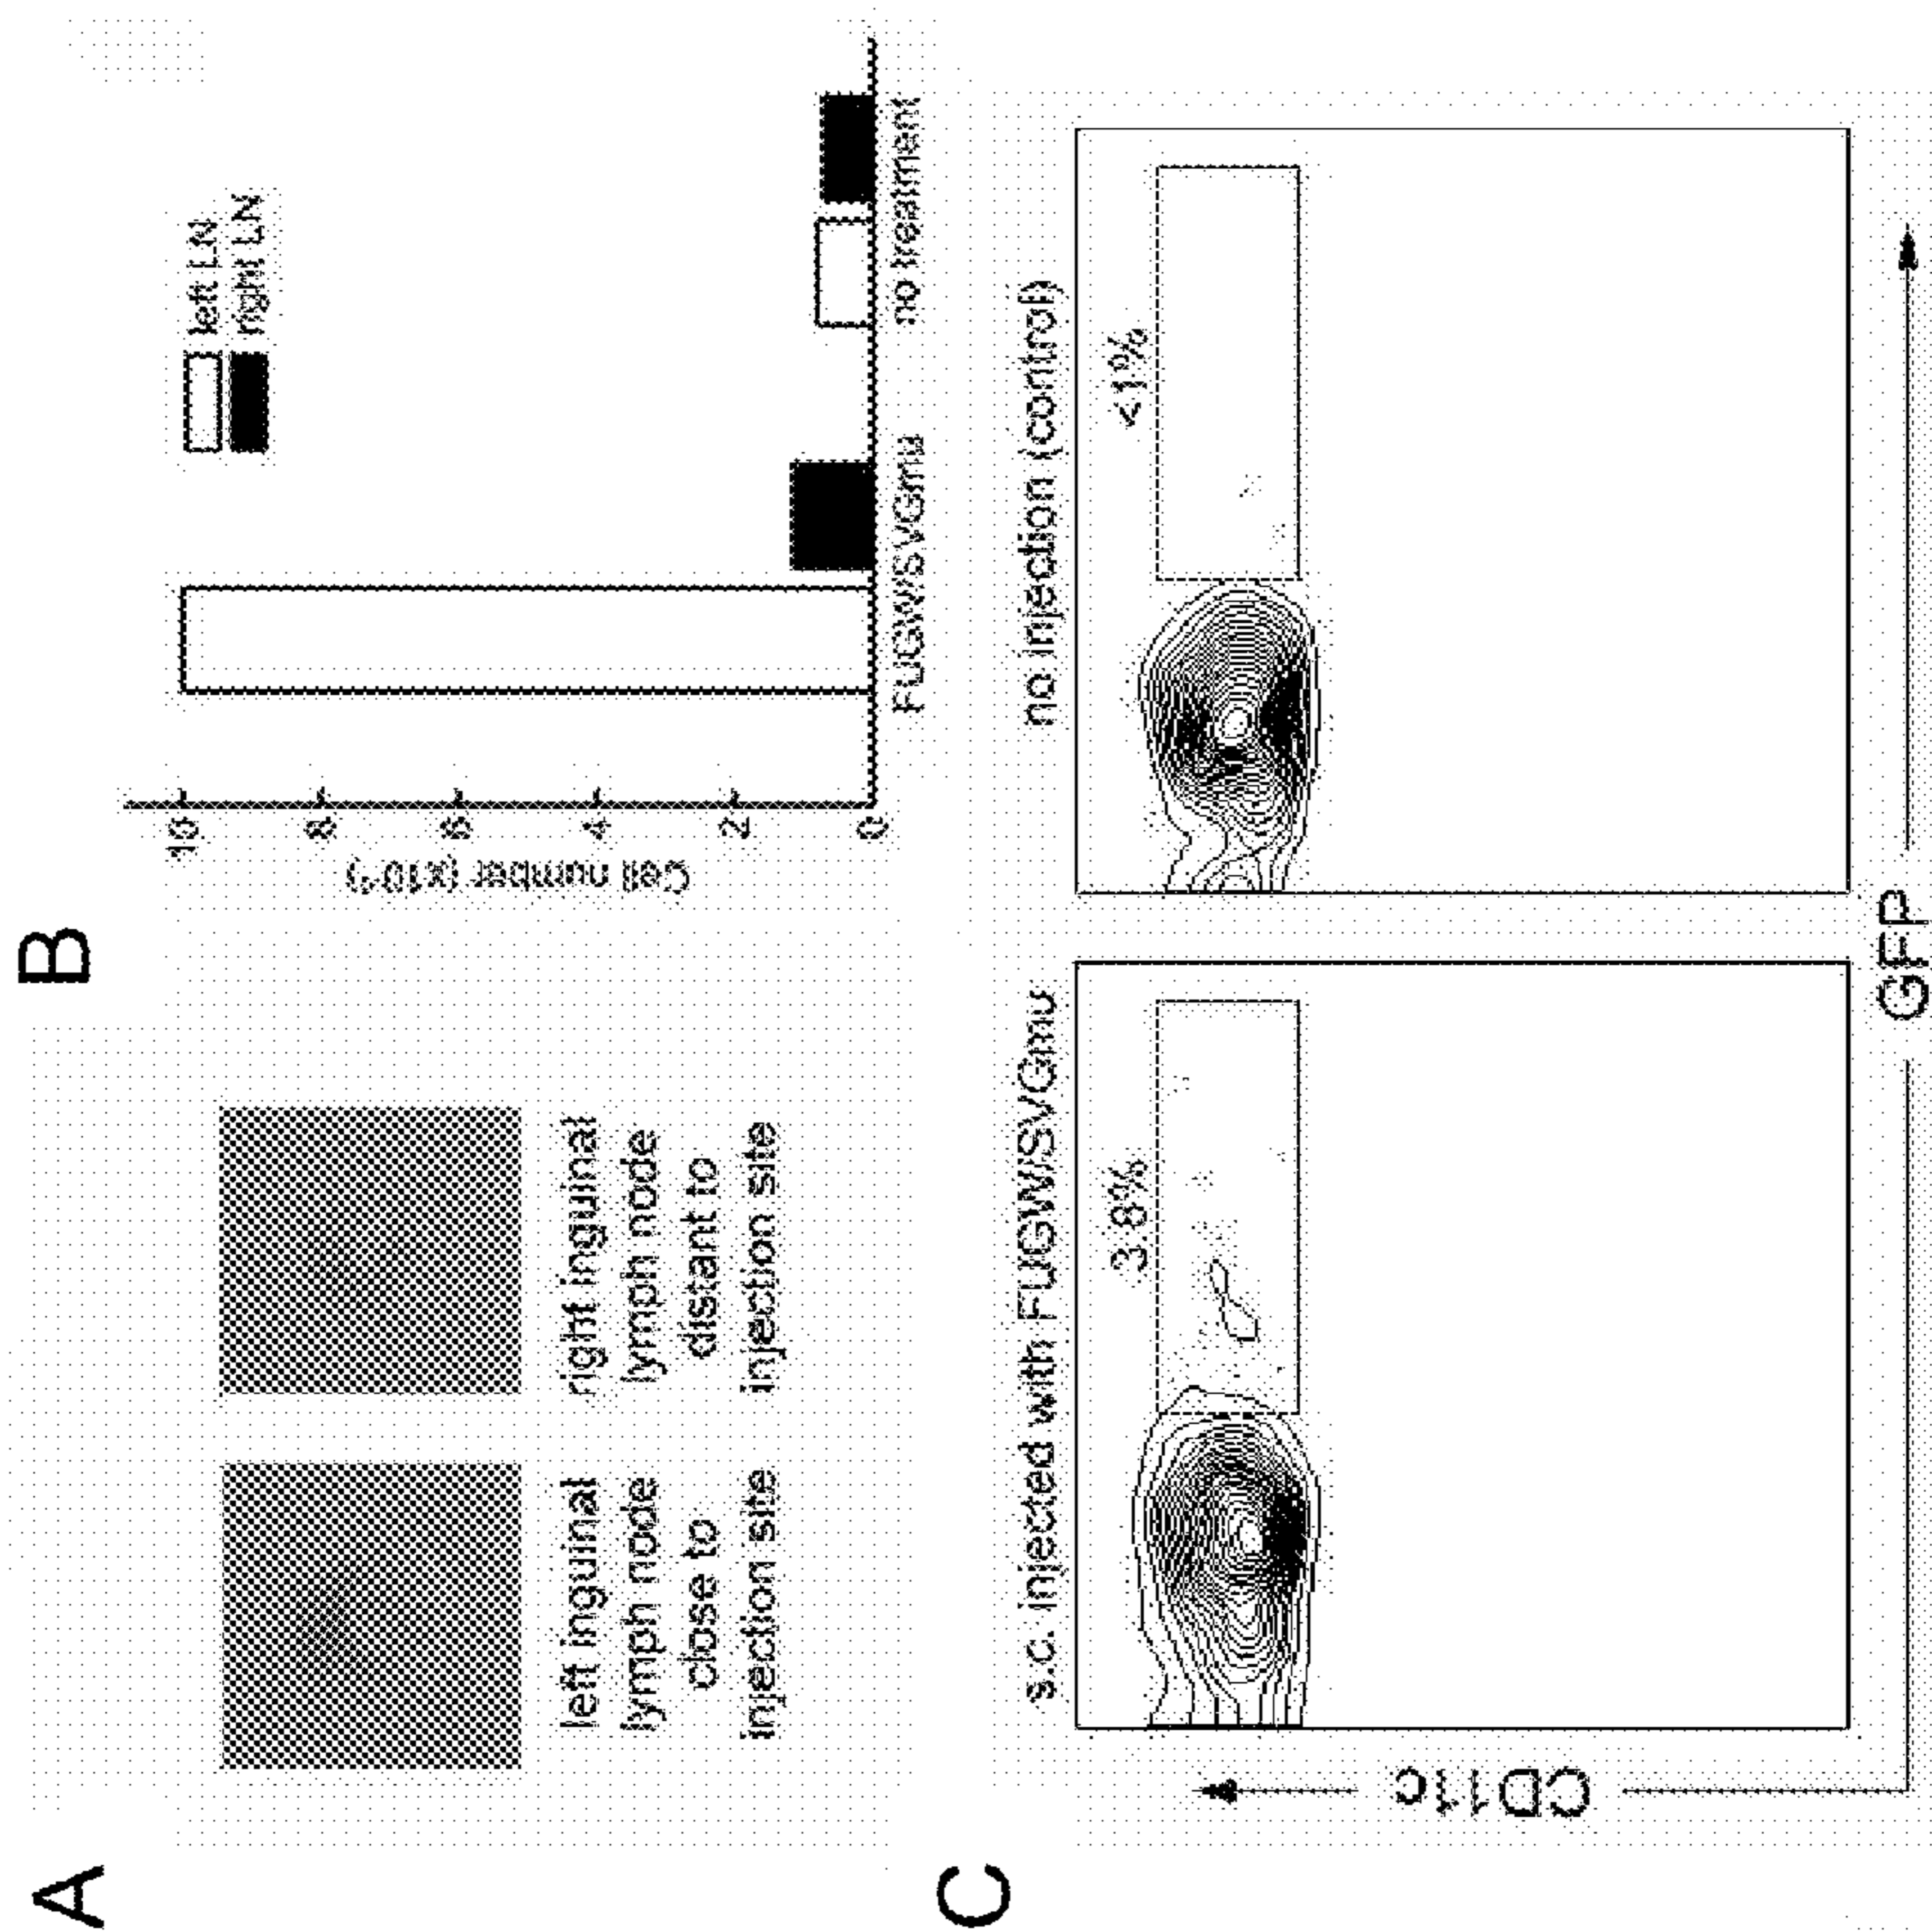 A
left inguinal
lymph node
close to
injection site
right inguinal
lymph node
distant to
injection site
B
10
8
6
4
2
0
Cell number
left LN
right LN
FUGW/SVGmu
no treatment
C
s.c. injected with FUGW/SVGmu
3.8%
no injection (control)
<1%
CD11c
GFP